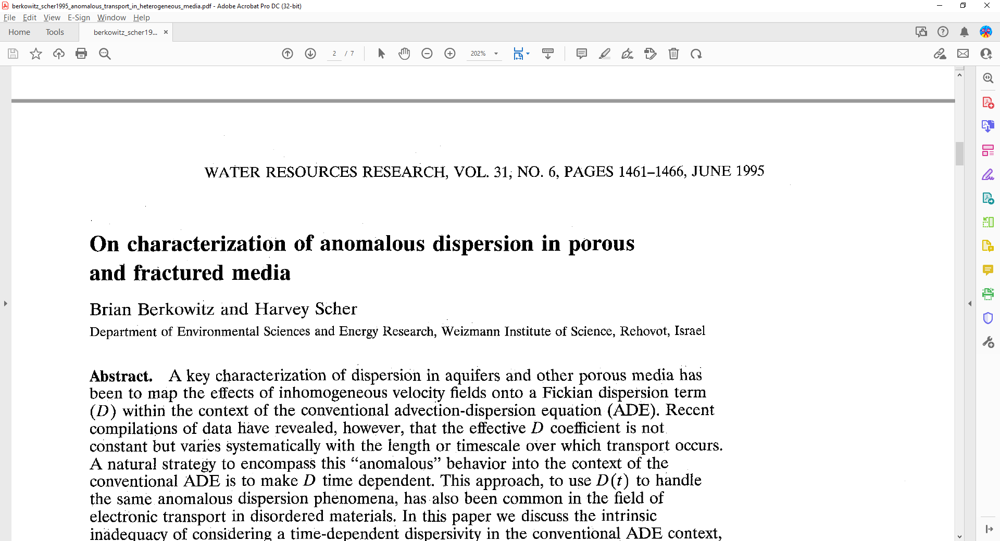 berkowitz_scher1995_anomalous_transport_in_heterogeneous_media.pdf - Adobe Acrobat Pro DC (32-bit)
File Edit View E-Sign Window Help
Home Tools berkowitz_scher19... ×
2 / 7 202%
WATER RESOURCES RESEARCH, VOL. 31, NO. 6, PAGES 1461–1466, JUNE 1995
On characterization of anomalous dispersion in porous
and fractured media
Brian Berkowitz and Harvey Scher
Department of Environmental Sciences and Energy Research, Weizmann Institute of Science, Rehovot, Israel
Abstract. A key characterization of dispersion in aquifers and other porous media has
been to map the effects of inhomogeneous velocity fields onto a Fickian dispersion term
(D) within the context of the conventional advection-dispersion equation (ADE). Recent
compilations of data have revealed, however, that the effective D coefficient is not
constant but varies systematically with the length or timescale over which transport occurs.
A natural strategy to encompass this “anomalous” behavior into the context of the
conventional ADE is to make D time dependent. This approach, to use D(t) to handle
the same anomalous dispersion phenomena, has also been common in the field of
electronic transport in disordered materials. In this paper we discuss the intrinsic
inadequacy of considering a time-dependent dispersivity in the conventional ADE context,